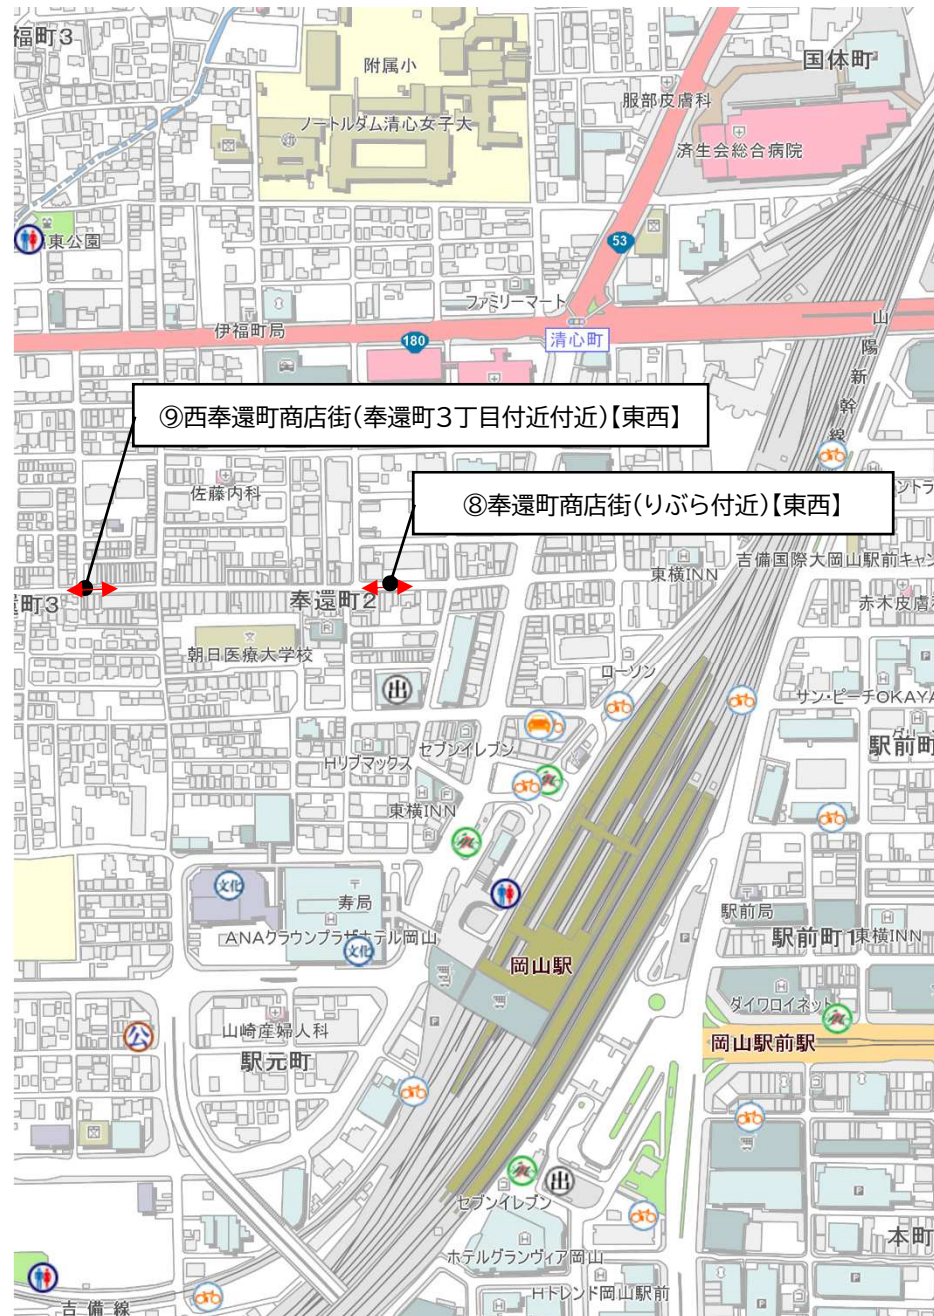 福町3
附属小
国体町
服部皮膚科
ノートルダム清心女子大
済生会総合病院
53
東公園
ファミリーマート
山陽新幹線
伊福町局
180
清心町
⑨西奉還町商店街(奉還町3丁目付近付近)【東西】
佐藤内科
⑧奉還町商店街(りぶら付近)【東西】
ントラ
東横INN
吉備国際大岡山駅前キャン
町3
奉還町2
赤木皮膚
朝日医療大学校
ローソン
出
サン・ピーチOKAYA
駅前町
セブンイレブン
Hリブマックス
東横INN
文化
寿局
駅前局
ANAクラウンプラザホテル岡山
文化
駅前町1
東横INN
岡山駅
ダイワロイネット
公
山崎産婦人科
岡山駅前駅
駅元町
出
セブンイレブン
本町
ホテルグランヴィア岡山
Hトレンド岡山駅前
吉備線